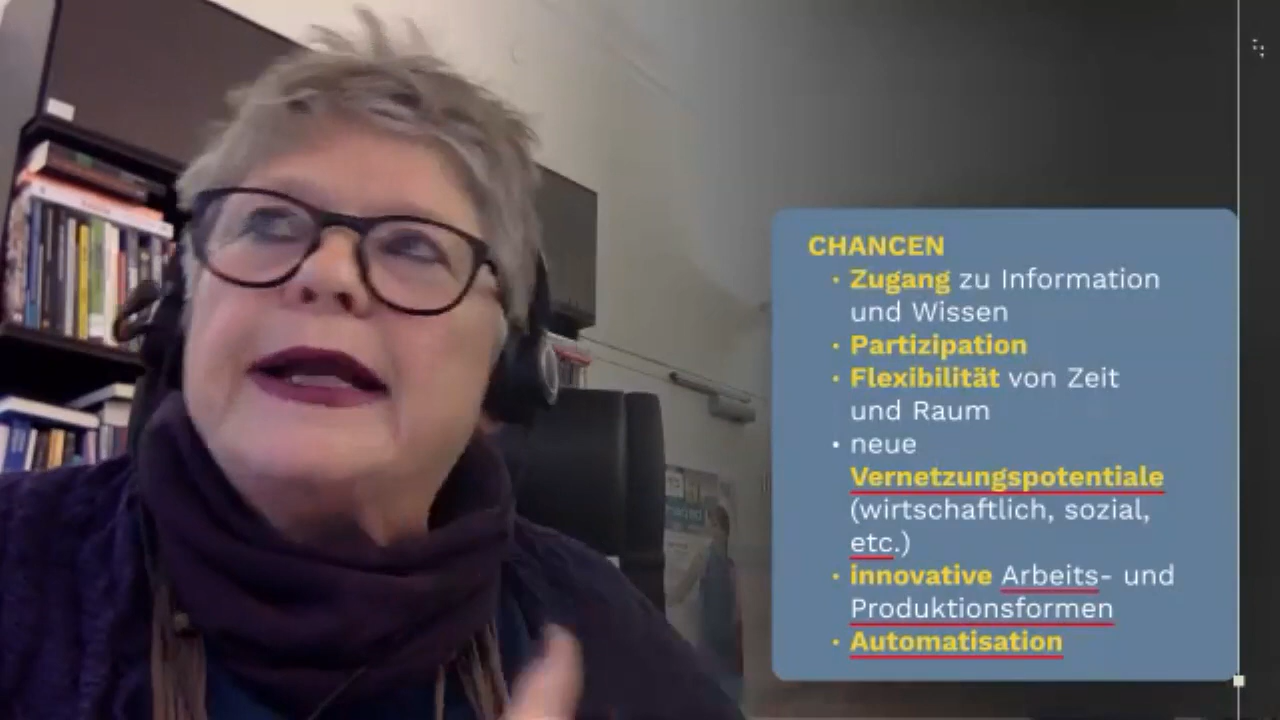 CHANCEN
• Zugang zu Information
und Wissen
• Partizipation
• Flexibilität von Zeit
und Raum
• neue
Vernetzungspotentiale
(wirtschaftlich, sozial,
etc.)
• innovative Arbeits- und
Produktionsformen
• Automatisation